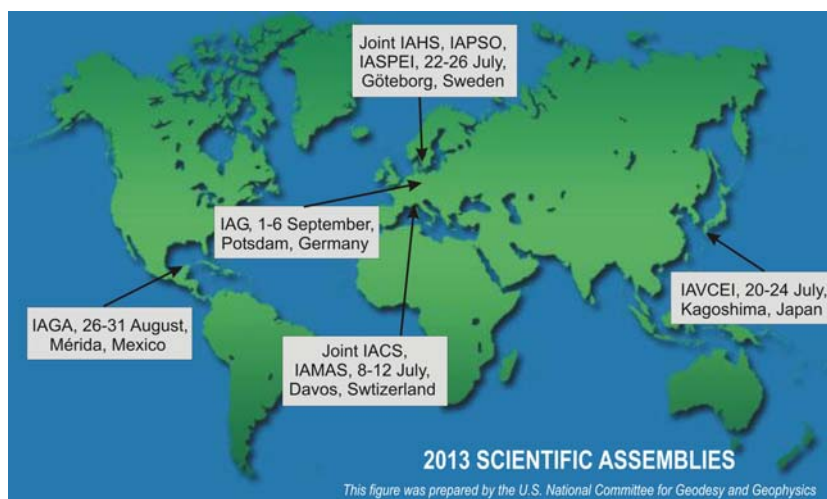 Joint IAHS, IAPSO,
IASPEI, 22-26 July,
Göteborg, Sweden
IAG, 1-6 September,
Potsdam, Germany
IAVCEI, 20-24 July,
Kagoshima, Japan
IAGA, 26-31 August,
Mérida, Mexico
Joint IACS,
IAMAS, 8-12 July,
Davos, Swtizerland
2013 SCIENTIFIC ASSEMBLIES
This figure was prepared by the U.S. National Committee for Geodesy and Geophysics